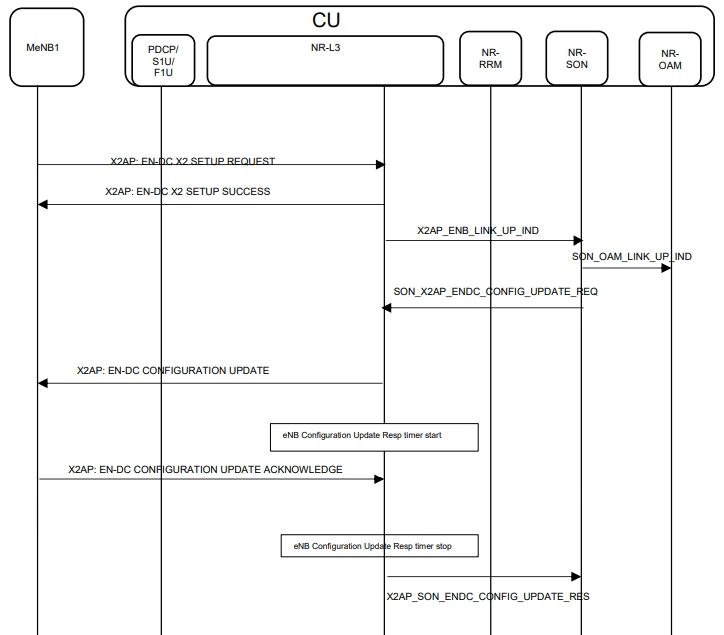 CU
MeNB1
PDCP/
S1U/
F1U
NR-L3
NR-
RRM
NR-
SON
NR-
OAM
X2AP: EN-DC X2 SETUP REQUEST
X2AP: EN-DC X2 SETUP SUCCESS
X2AP_ENB_LINK_UP_IND
SON_OAM_LINK_UP_IND
SON_X2AP_ENDC_CONFIG_UPDATE_REQ
X2AP: EN-DC CONFIGURATION UPDATE
eNB Configuration Update Resp timer start
X2AP: EN-DC CONFIGURATION UPDATE ACKNOWLEDGE
eNB Configuration Update Resp timer stop
X2AP_SON_ENDC_CONFIG_UPDATE_RES